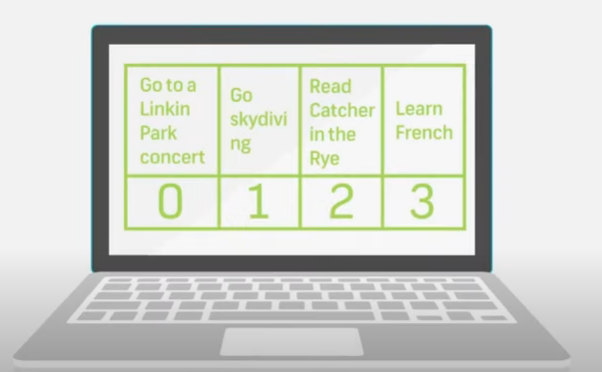 Go to a
Linkin
Park
concert
Go
skydivi
ng
Read
Catcher
in the
Rye
Learn
French
0
1
2
3